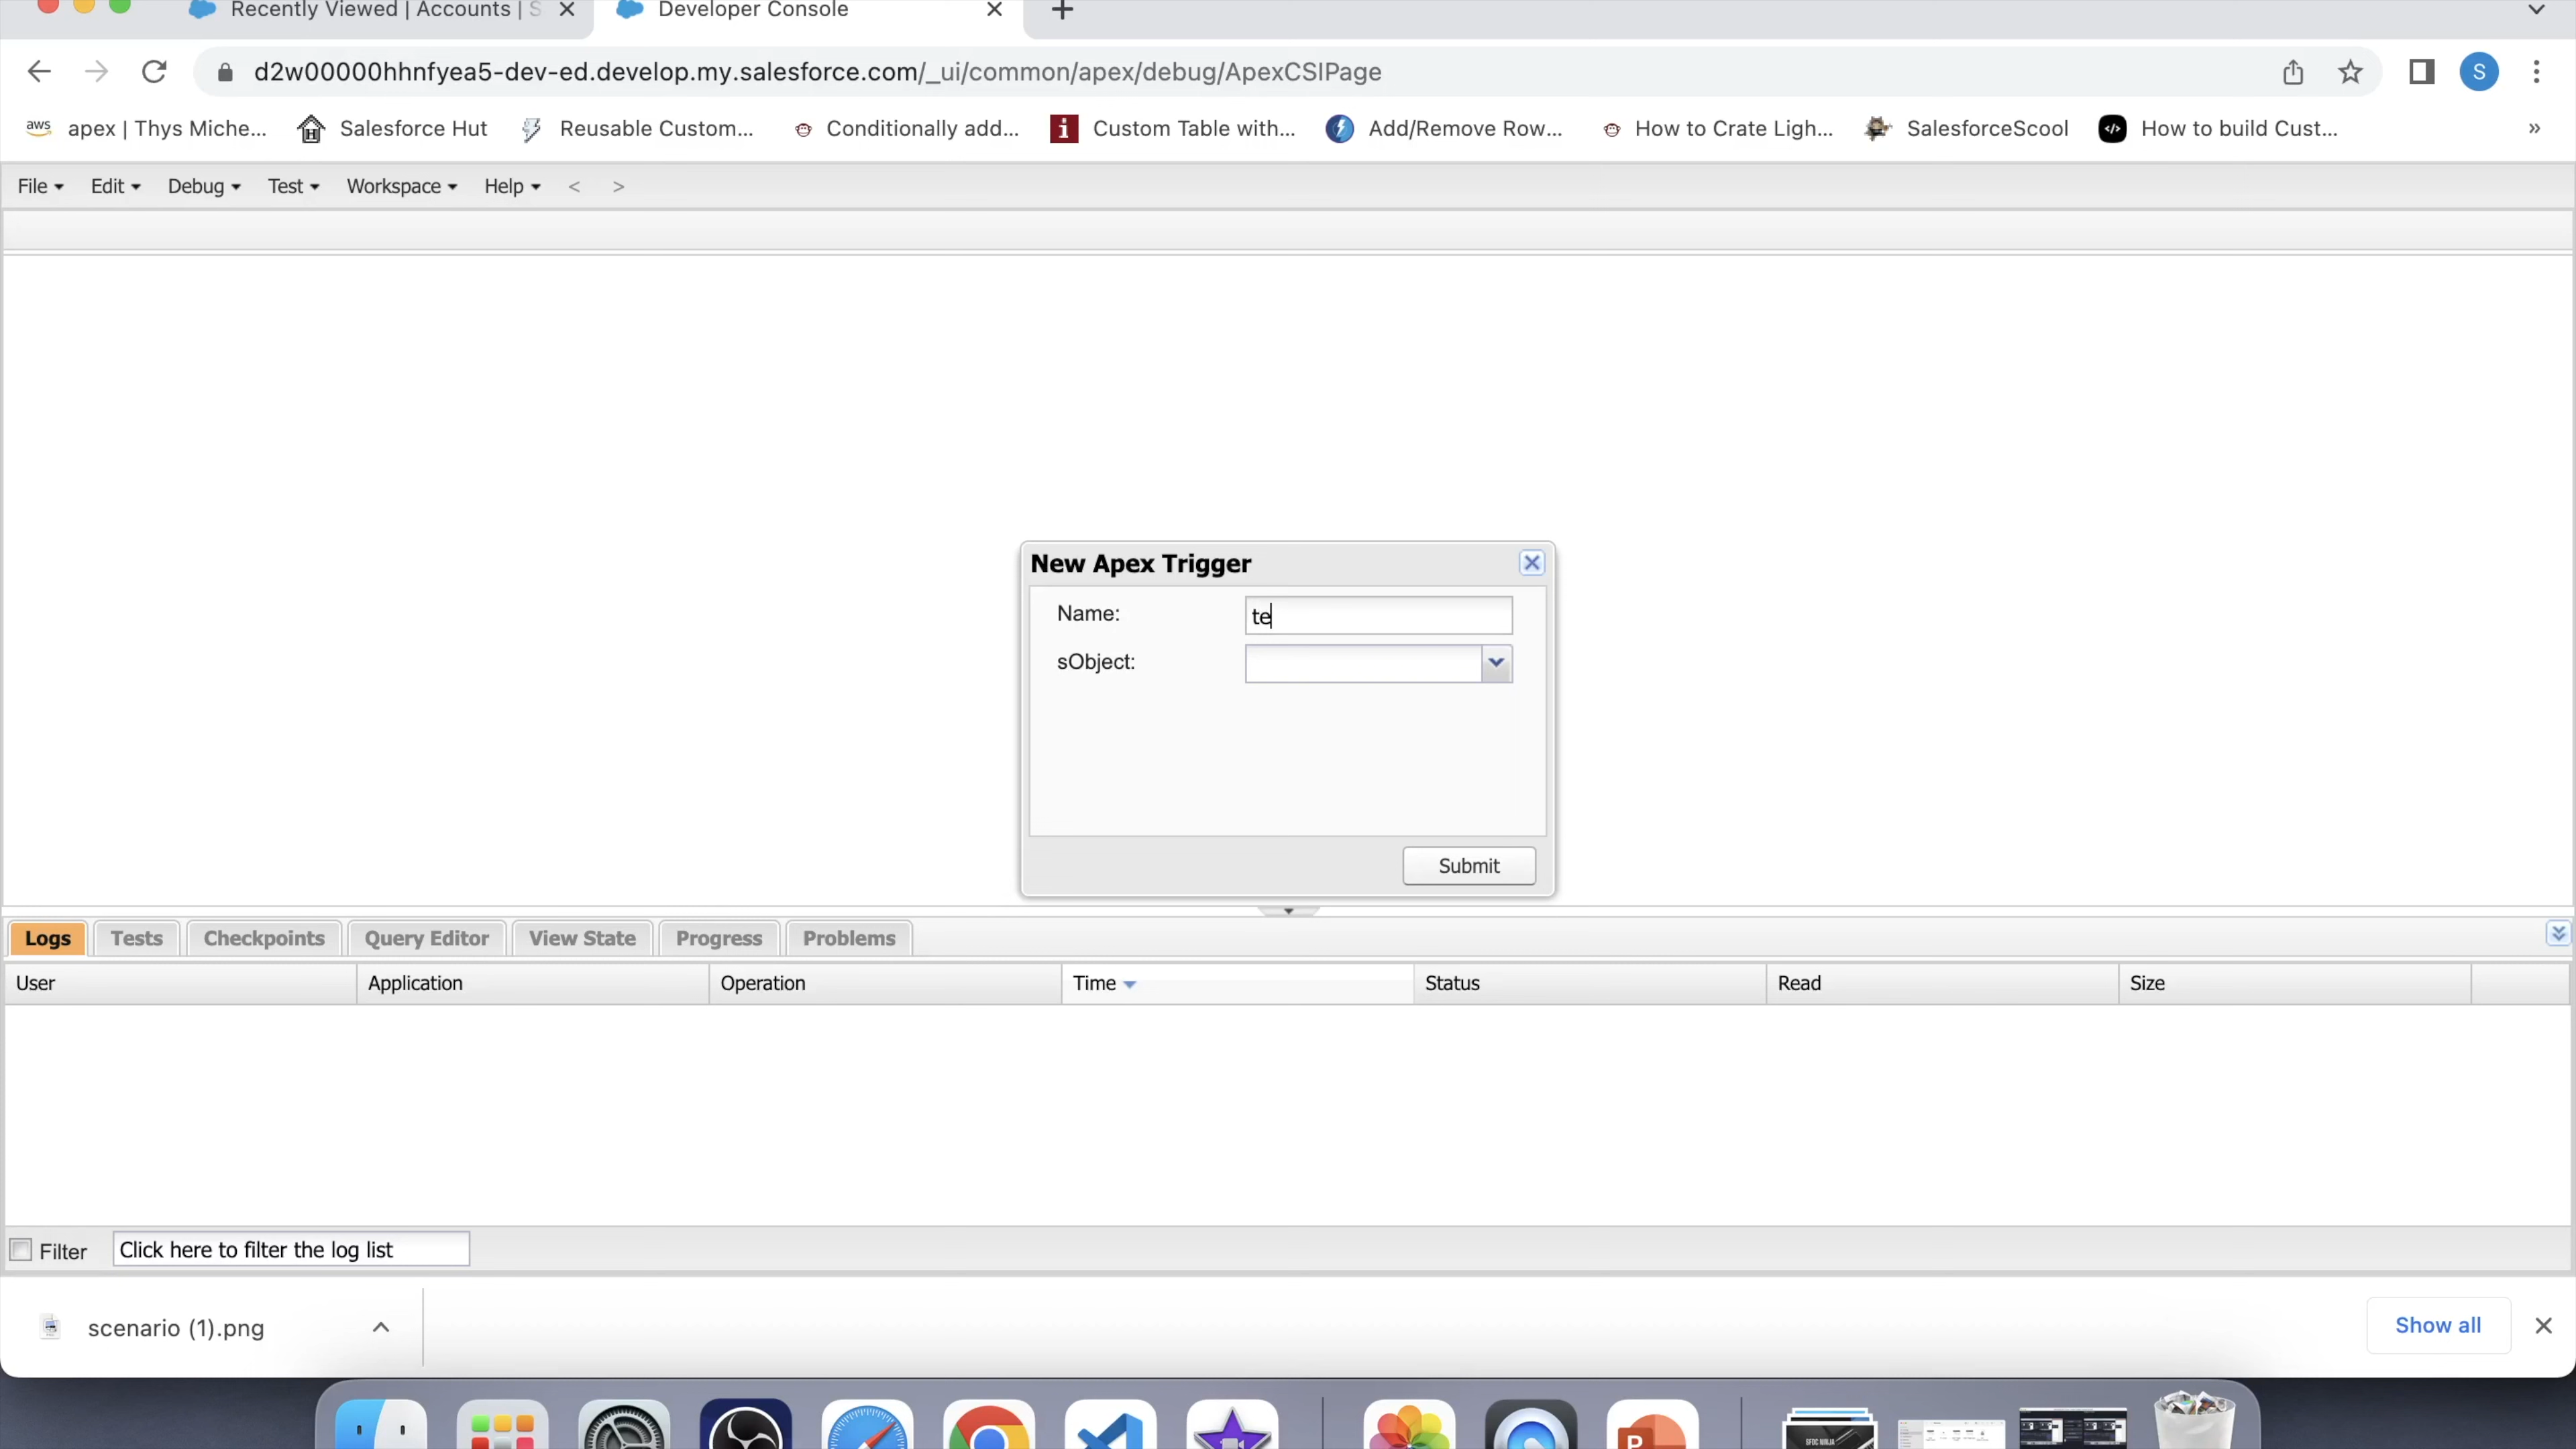 Recently Viewed | Accounts | S
Developer Console
d2w00000hhnfyea5-dev-ed.develop.my.salesforce.com/_ui/common/apex/debug/ApexCSIPage
S
aws apex | Thys Miche...
Salesforce Hut
Reusable Custom...
Conditionally add...
Custom Table with...
Add/Remove Row...
How to Crate Ligh...
SalesforceScool
How to build Cust...
»
File Edit Debug Test Workspace Help < >
New Apex Trigger
Name: te
sObject:
Submit
Logs Tests Checkpoints Query Editor View State Progress Problems
User Application Operation Time Status Read Size
Filter Click here to filter the log list
scenario (1).png
Show all
P
SFDC NINJA